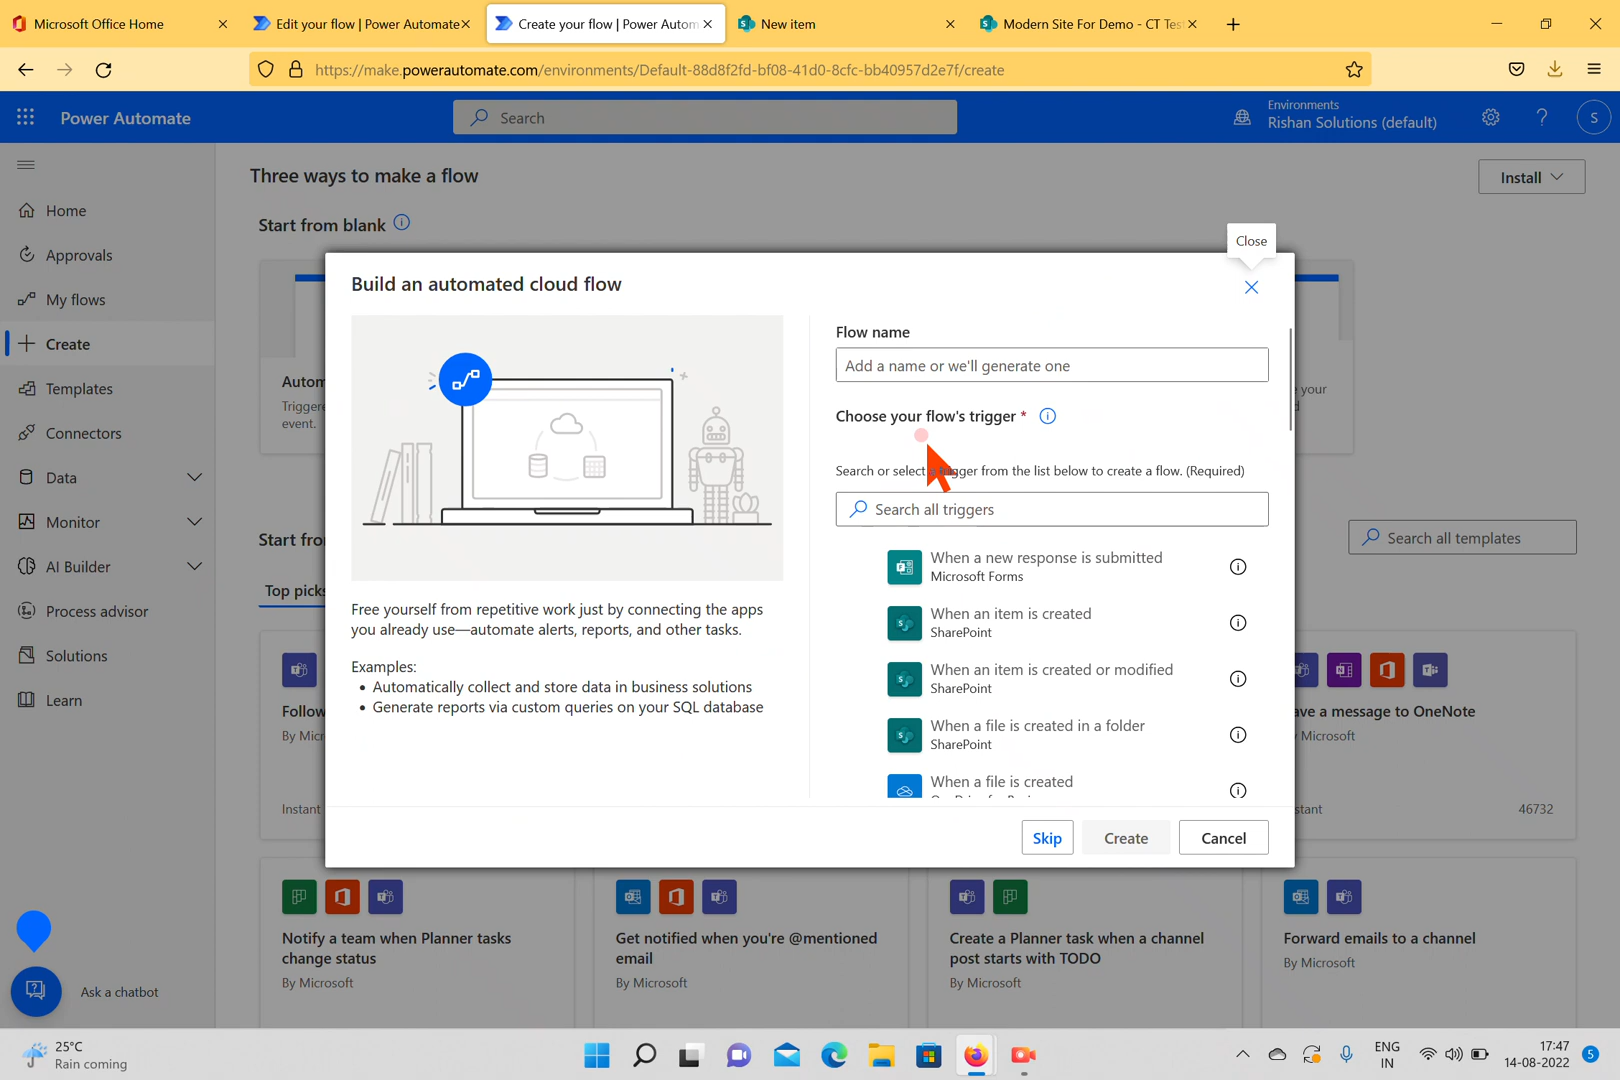 Microsoft Office Home
Edit your flow | Power Automate
Create your flow | Power Autom
New item
Modern Site For Demo - CT Tes
https://make.powerautomate.com/environments/Default-88d8f2fd-bf08-41d0-8cfc-bb40957d2e7f/create
Power Automate
Search
Environments
Rishan Solutions (default)
S
Home
Approvals
My flows
Create
Templates
Connectors
Data
Monitor
AI Builder
Process advisor
Solutions
Learn
Ask a chatbot
Three ways to make a flow
Install
Start from blank
Close
Autom
Triggere
event.
your
Build an automated cloud flow
Free yourself from repetitive work just by connecting the apps
you already use—automate alerts, reports, and other tasks.
Examples:
• Automatically collect and store data in business solutions
• Generate reports via custom queries on your SQL database
Flow name
Add a name or we'll generate one
Choose your flow's trigger *
Search or select a trigger from the list below to create a flow. (Required)
Search all triggers
When a new response is submitted
Microsoft Forms
When an item is created
SharePoint
When an item is created or modified
SharePoint
When a file is created in a folder
SharePoint
When a file is created
Skip
Create
Cancel
Start fro
Search all templates
Top picks
Follow
By Micr
Instant
ave a message to OneNote
Microsoft
stant
46732
Notify a team when Planner tasks
change status
By Microsoft
Get notified when you're @mentioned
email
By Microsoft
Create a Planner task when a channel
post starts with TODO
By Microsoft
Forward emails to a channel
By Microsoft
25°C
Rain coming
ENG
IN
17:47
14-08-2022
5